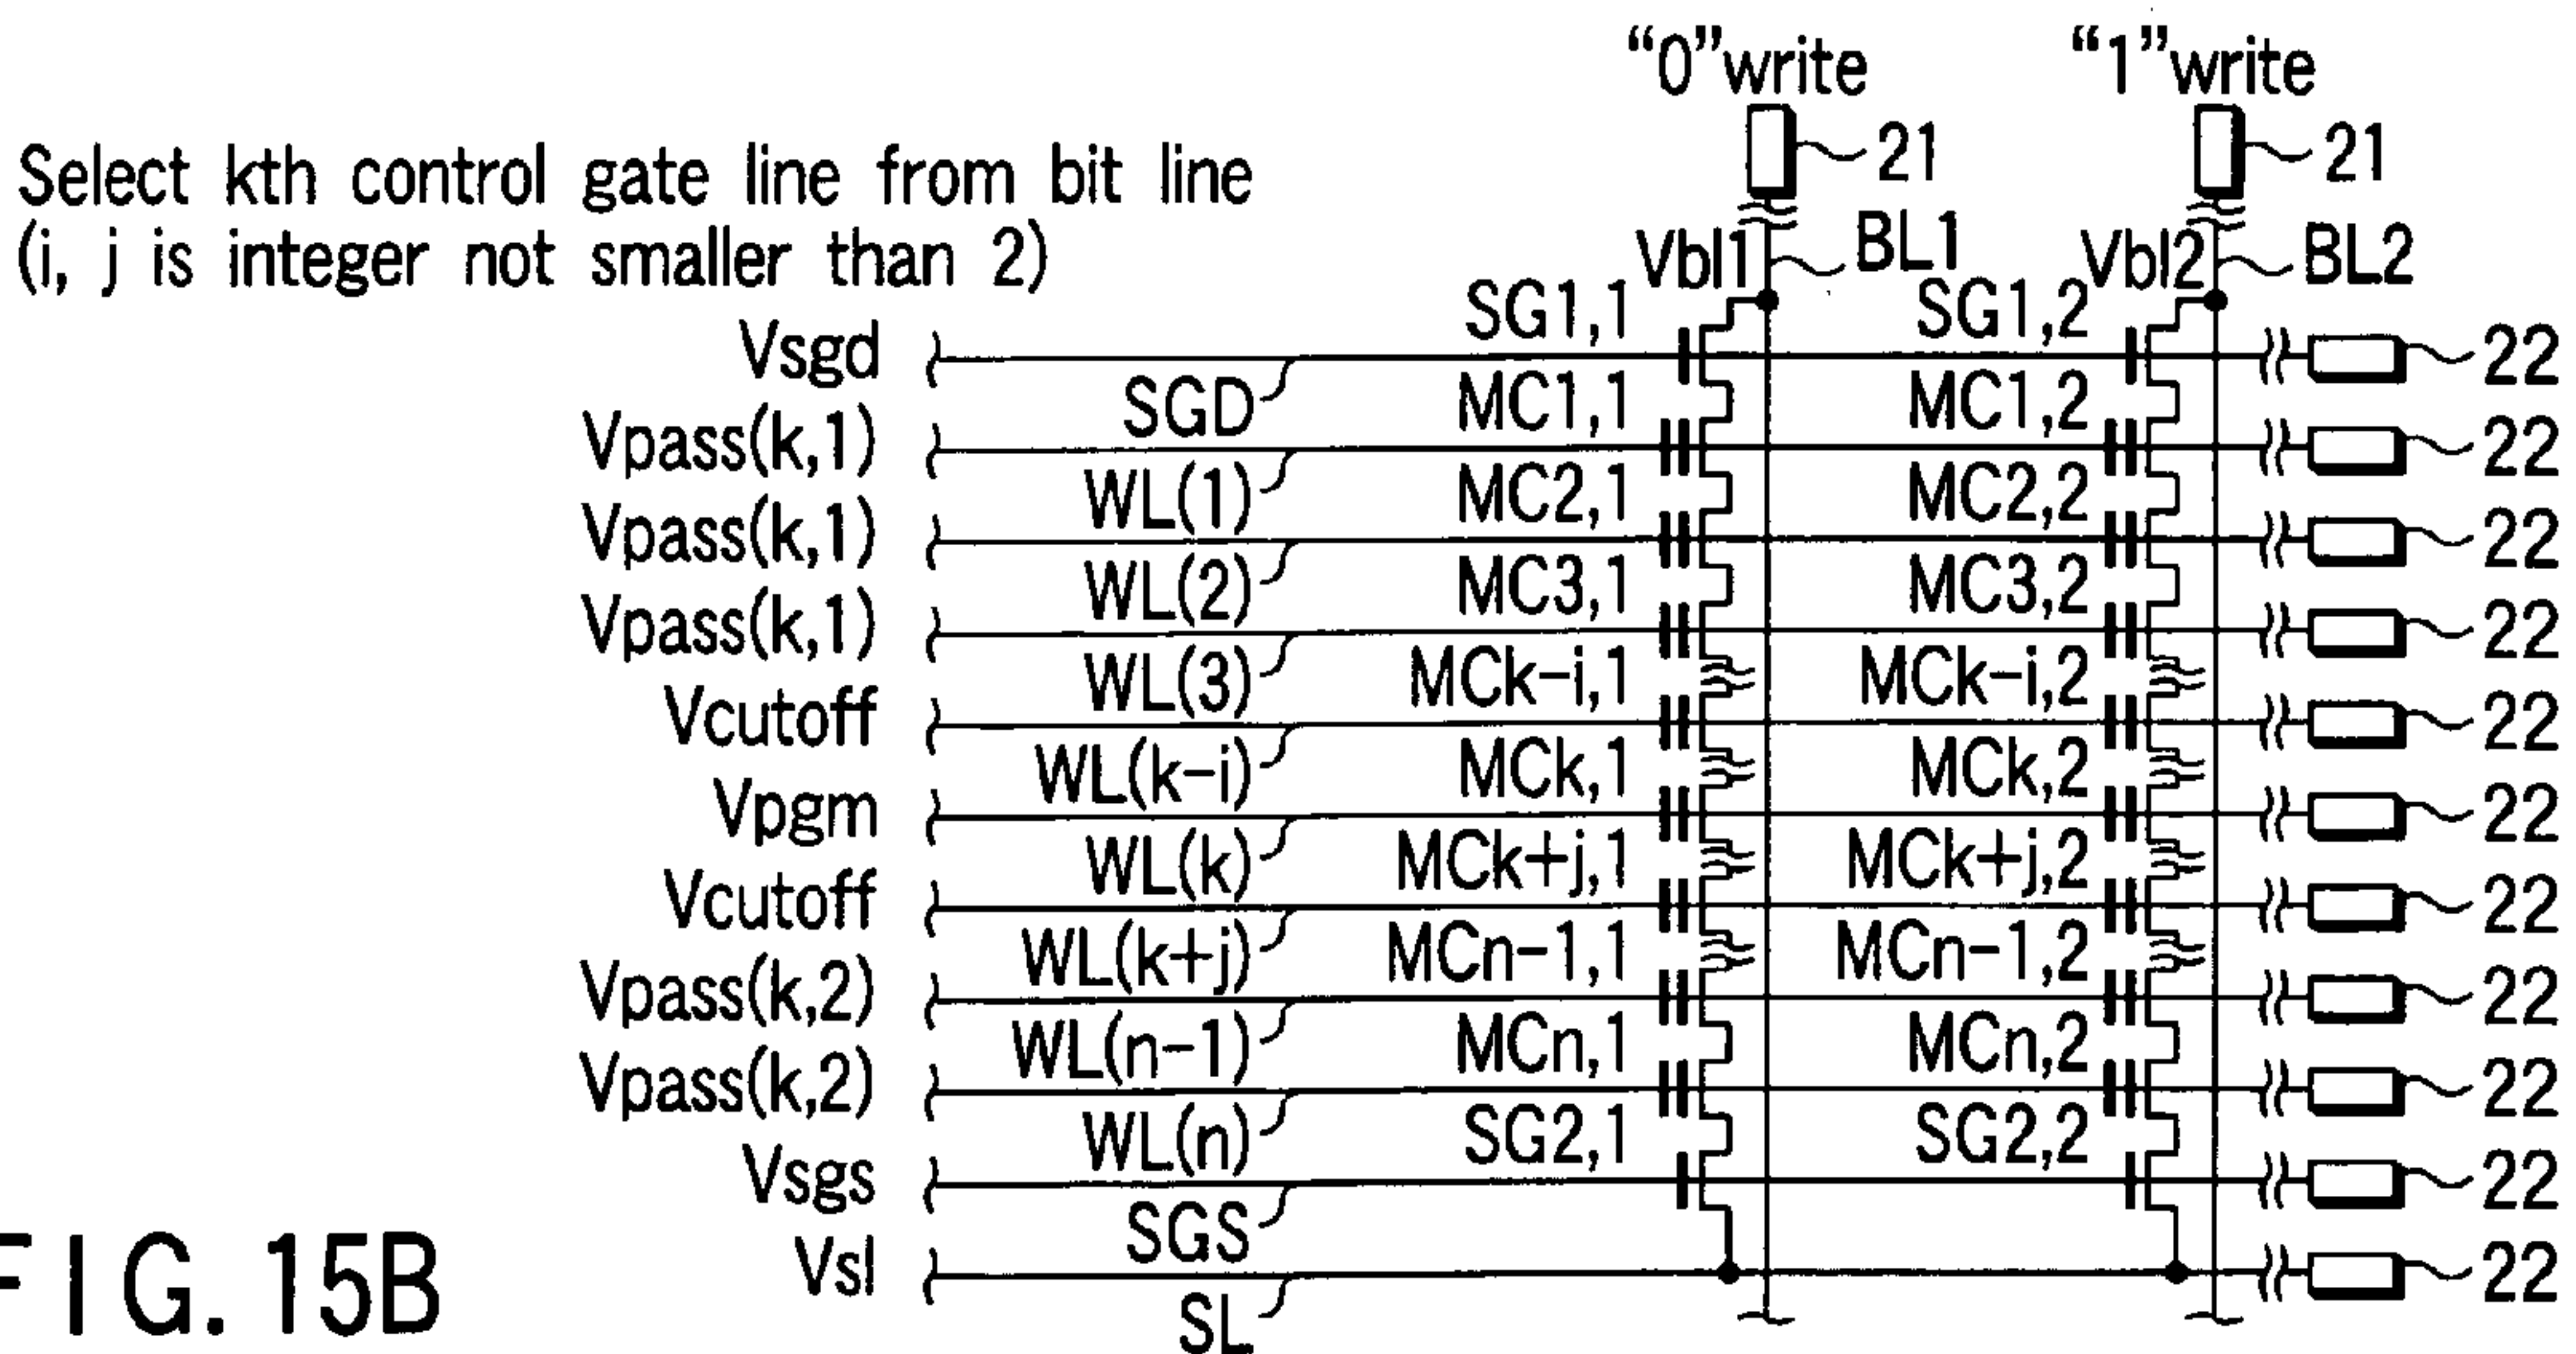 “0”write “1”write
21 21
Select kth control gate line from bit line
(i, j is integer not smaller than 2)
Vbl1 BL1 Vbl2 BL2
SG1,1 SG1,2
Vsgd 22
SGD MC1,1 MC1,2
Vpass(k,1) 22
WL(1) MC2,1 MC2,2
Vpass(k,1) 22
WL(2) MC3,1 MC3,2
Vpass(k,1) 22
WL(3) MCk-i,1 MCk-i,2
Vcutoff 22
WL(k-i) MCk,1 MCk,2
Vpgm 22
WL(k) MCk+j,1 MCk+j,2
Vcutoff 22
WL(k+j) MCn-1,1 MCn-1,2
Vpass(k,2) 22
WL(n-1) MCn,1 MCn,2
Vpass(k,2) 22
WL(n) SG2,1 SG2,2
Vsgs 22
SGS
Vsl 22
SL
FIG. 15B